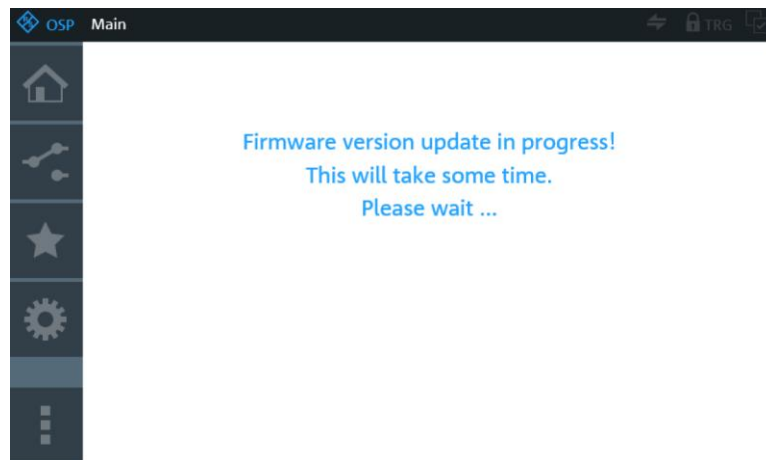 OSP Main TRG
Firmware version update in progress!
This will take some time.
Please wait ...